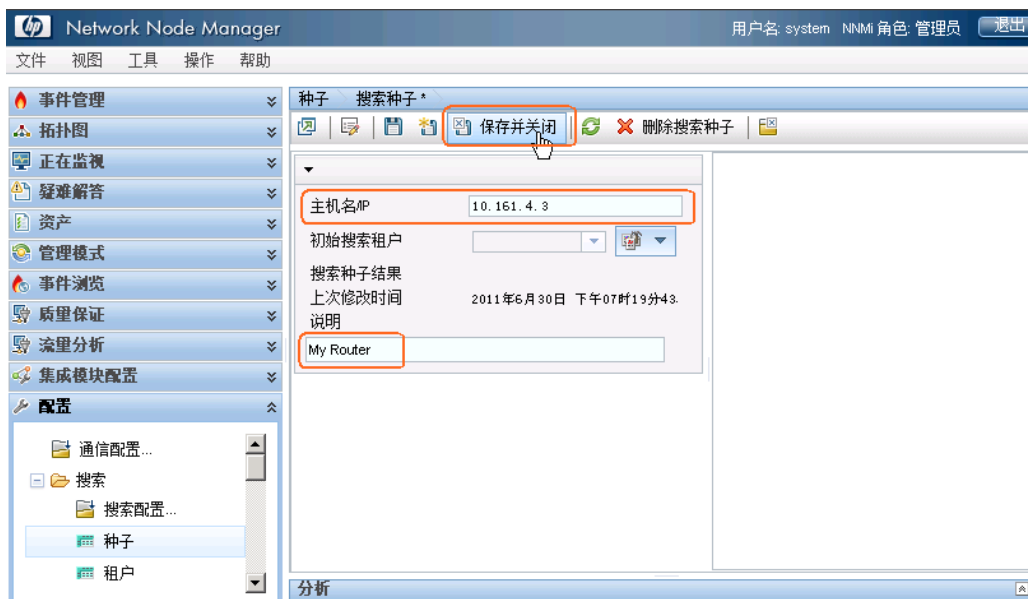 hp Network Node Manager 用户名: system NNMi 角色: 管理员 退出
文件 视图 工具 操作 帮助
事件管理
拓扑图
正在监视
疑难解答
资产
管理模式
事件浏览
质量保证
流量分析
集成模块配置
配置
通信配置...
搜索
搜索配置...
种子
租户
种子 搜索种子 *
保存并关闭 删除搜索种子
主机名/IP 10.161.4.3
初始搜索租户
搜索种子结果
上次修改时间 2011年6月30日 下午07时19分43
说明
My Router
分析